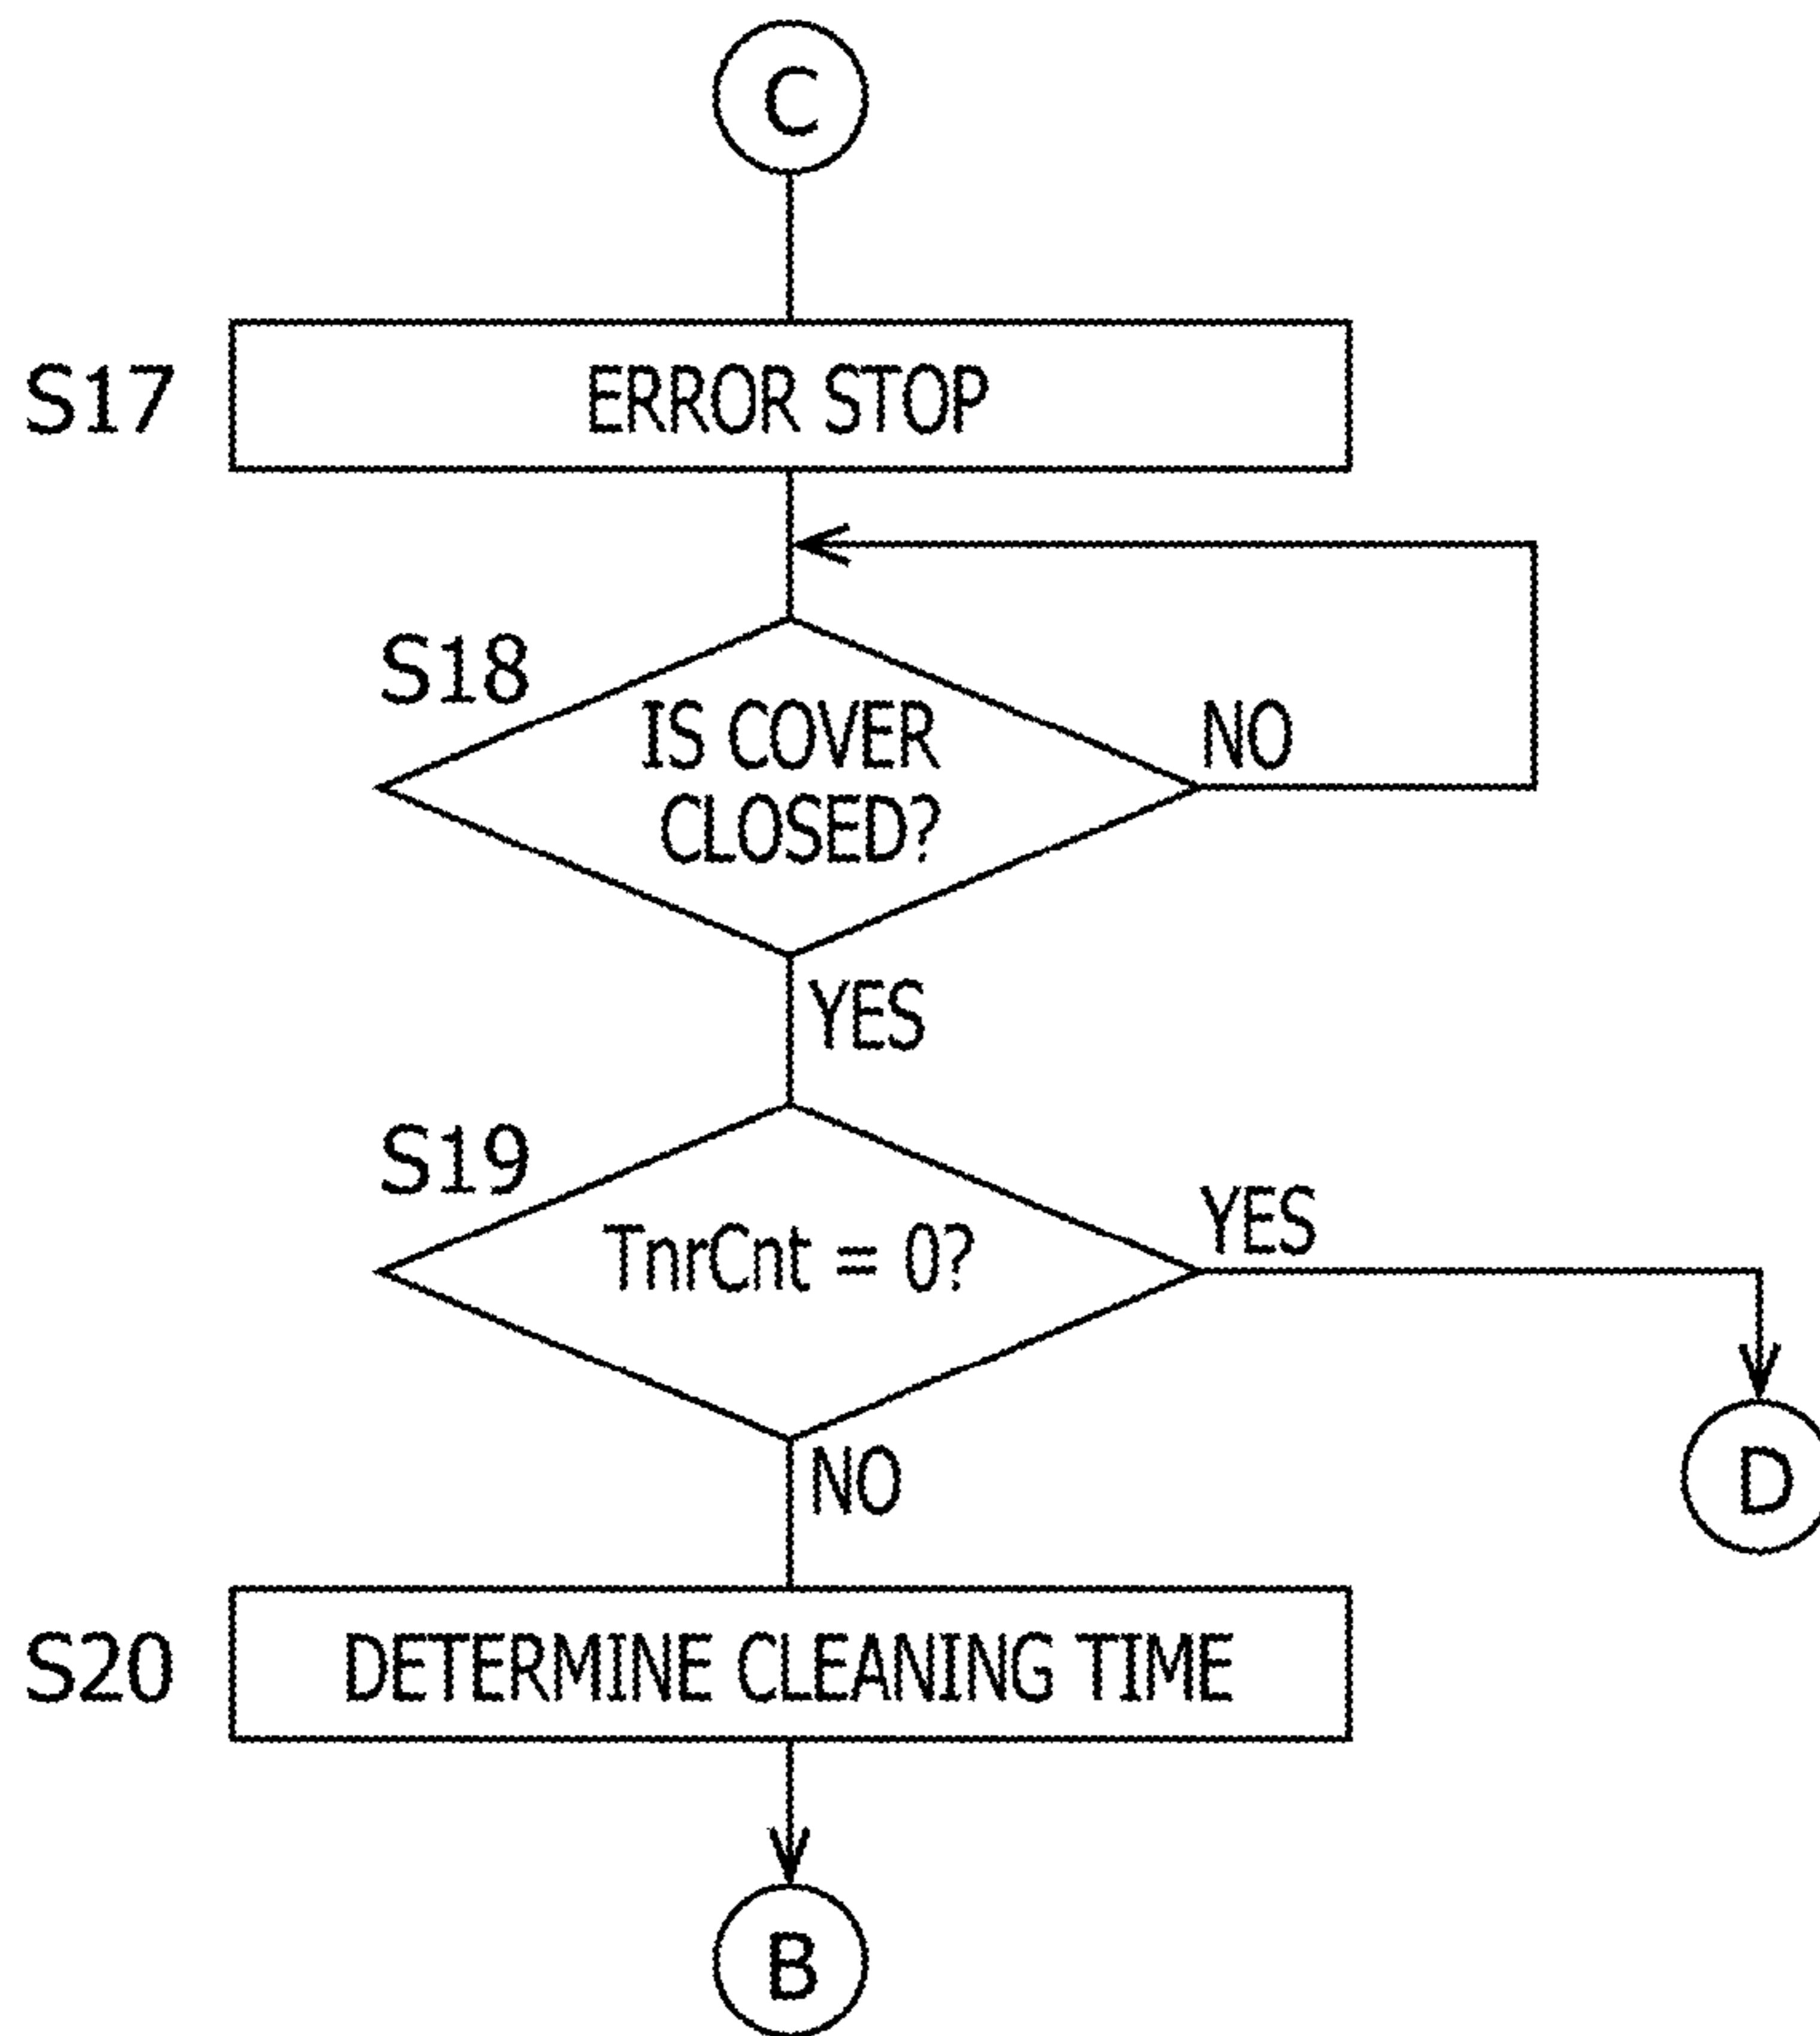 C
S17
ERROR STOP
S18
IS COVER
CLOSED?
NO
YES
S19
TnrCnt = 0?
YES
D
NO
S20
DETERMINE CLEANING TIME
B